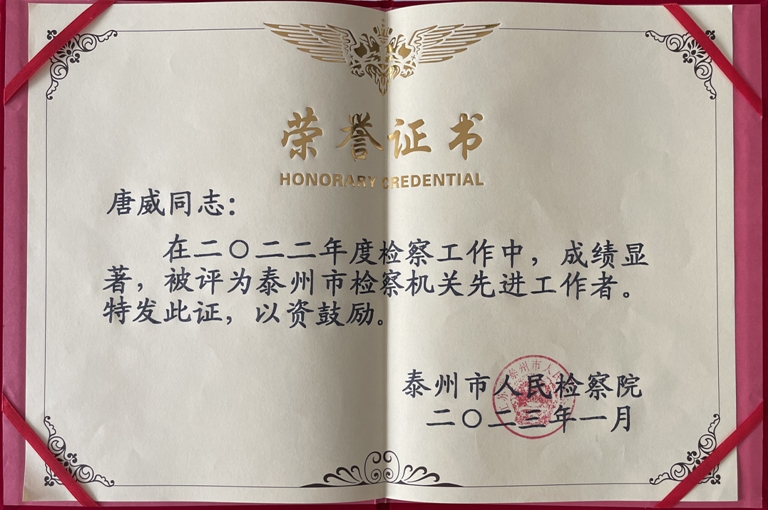 荣誉证书
HONORARY CREDENTIAL
唐威同志：
在二〇二二年度检察工作中，成绩显
著，被评为泰州市检察机关先进工作者。
特发此证，以资鼓励。
泰州市人民检察院
二〇二三年一月